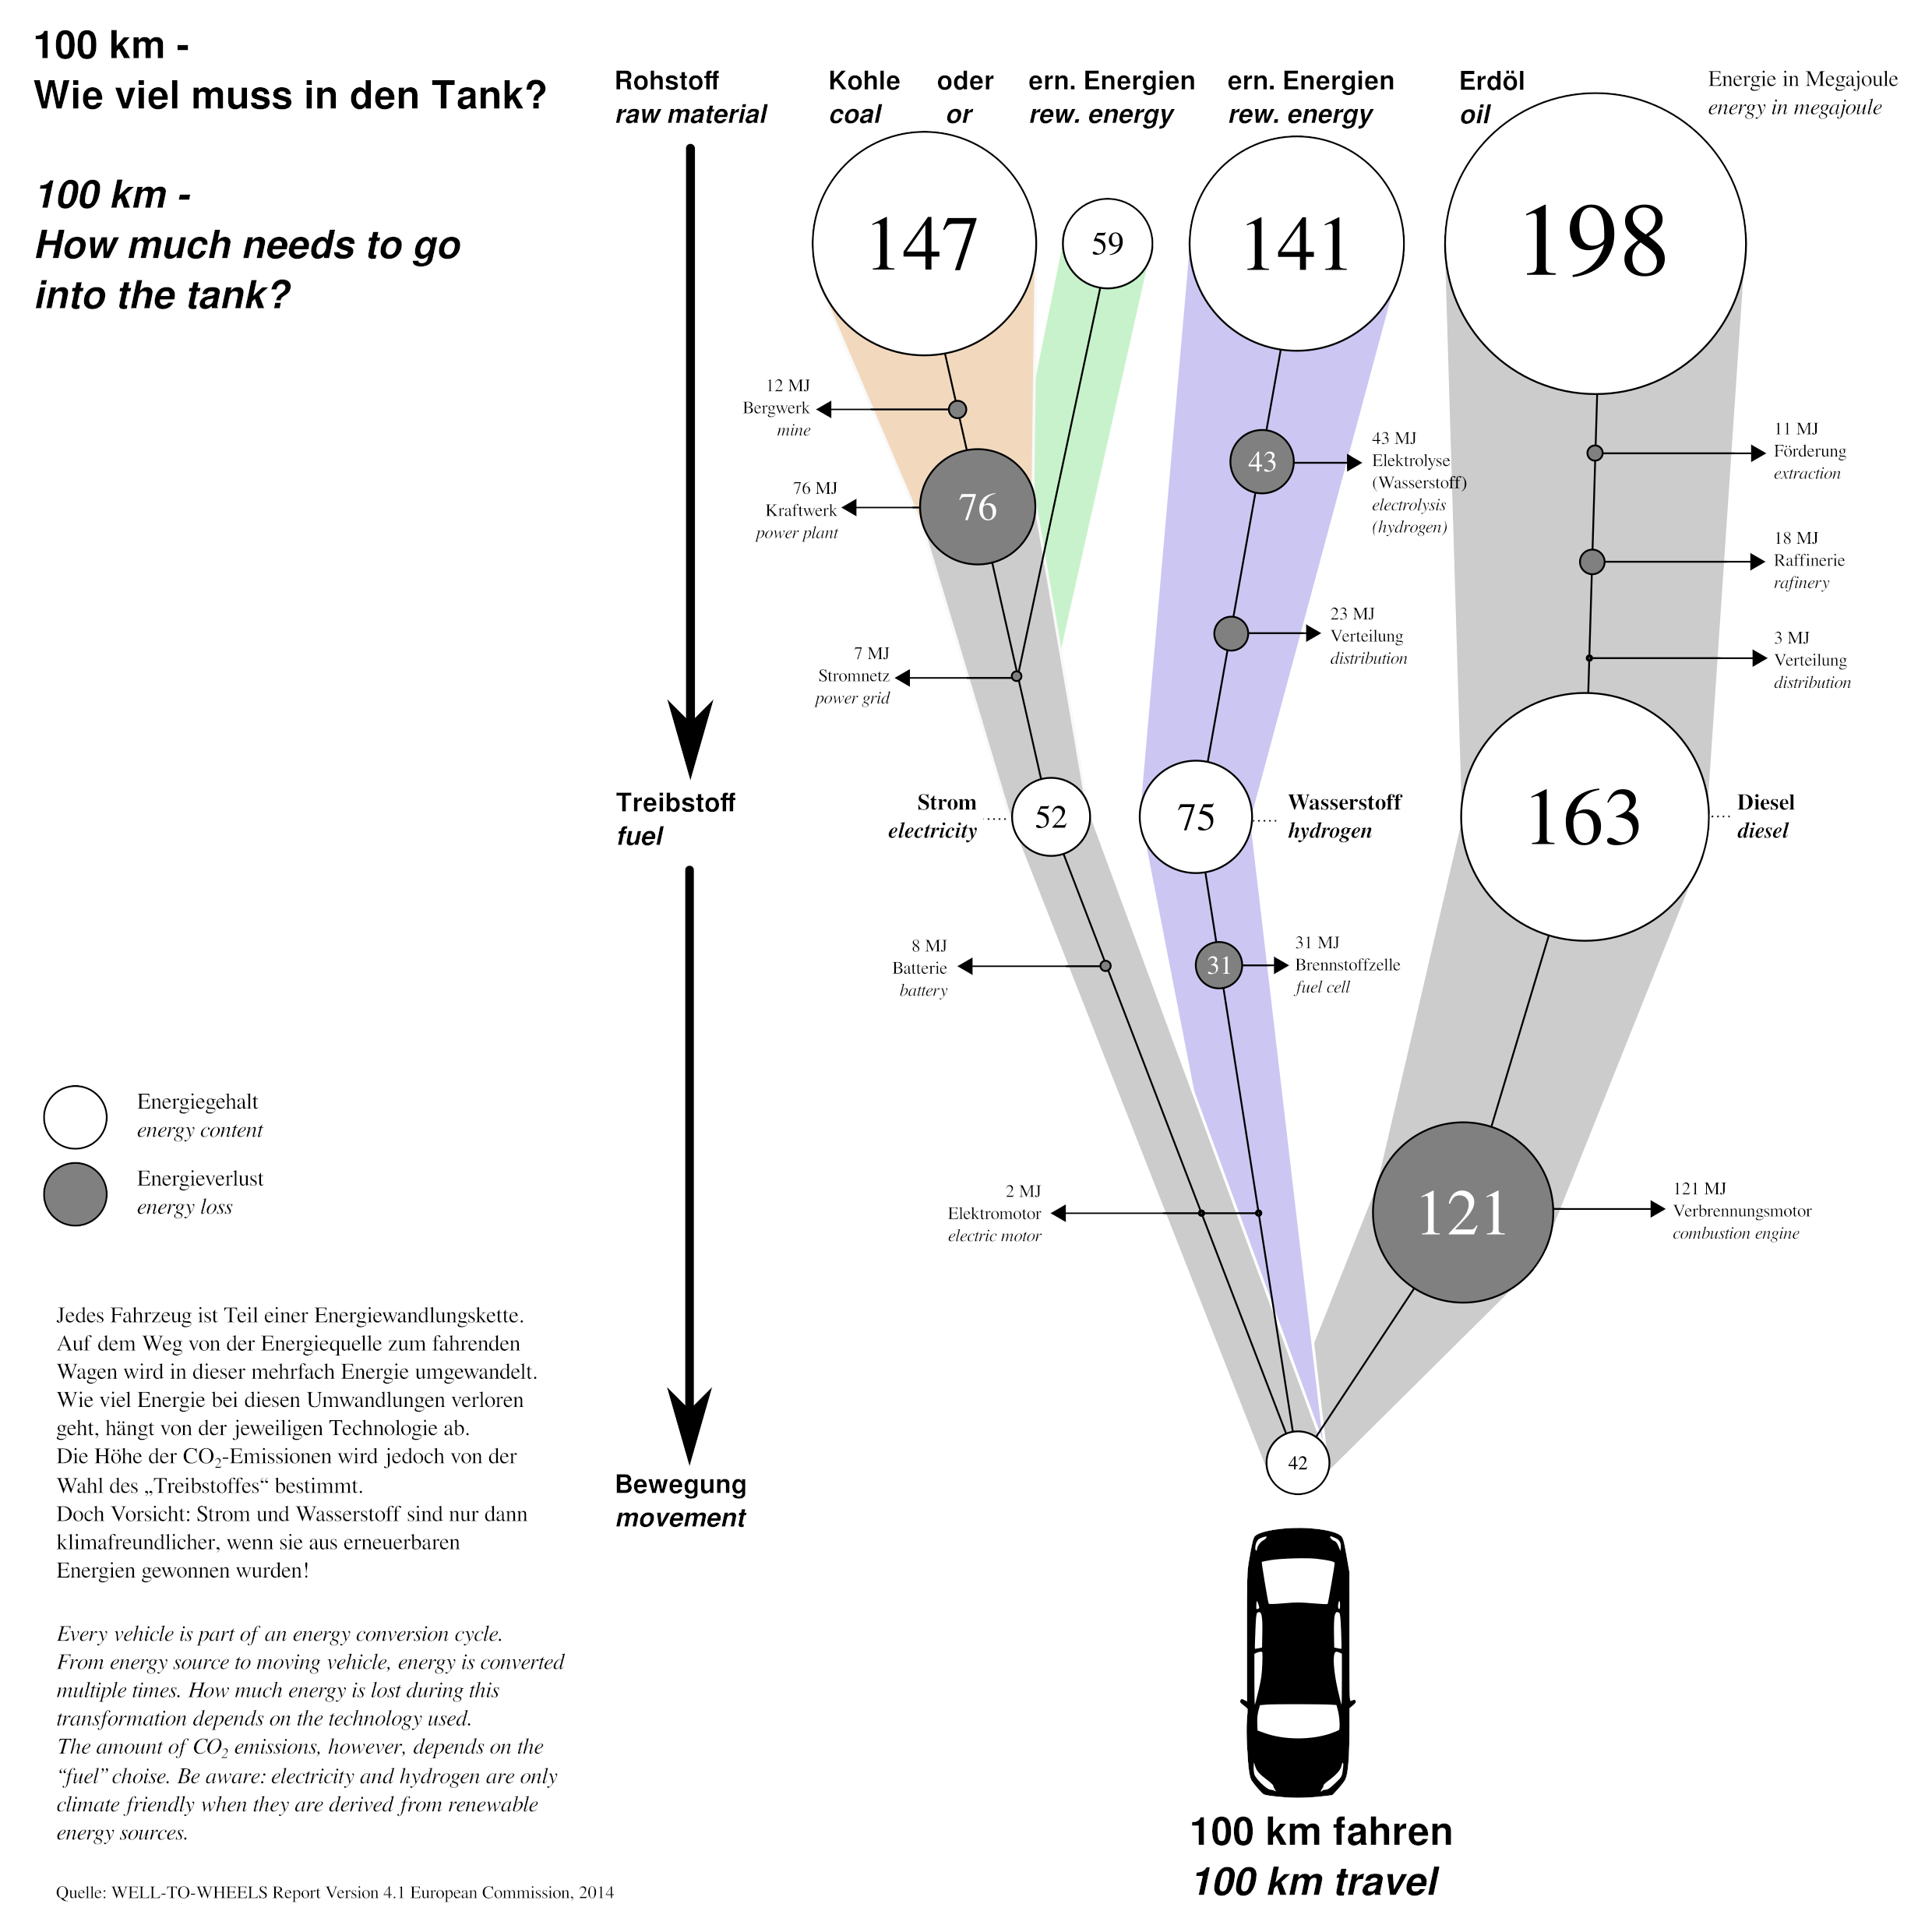 100 km -
Wie viel muss in den Tank?
100 km -
How much needs to go
into the tank?
Rohstoff
raw material
Kohle oder ern. Energien
coal or rew. energy
ern. Energien
rew. energy
Erdöl
oil
Energie in Megajoule
energy in megajoule
147
59
141
198
12 MJ
Bergwerk
mine
76 MJ
Kraftwerk
power plant
76
43
43 MJ
Elektrolyse
(Wasserstoff)
electrolysis
(hydrogen)
11 MJ
Förderung
extraction
18 MJ
Raffinerie
rafinery
23 MJ
Verteilung
distribution
3 MJ
Verteilung
distribution
7 MJ
Stromnetz
power grid
Treibstoff
fuel
Strom
electricity
52
75
Wasserstoff
hydrogen
163
Diesel
diesel
8 MJ
Batterie
battery
31
31 MJ
Brennstoffzelle
fuel cell
Energiegehalt
energy content
Energieverlust
energy loss
2 MJ
Elektromotor
electric motor
121
121 MJ
Verbrennungsmotor
combustion engine
Jedes Fahrzeug ist Teil einer Energiewandlungskette.
Auf dem Weg von der Energiequelle zum fahrenden
Wagen wird in dieser mehrfach Energie umgewandelt.
Wie viel Energie bei diesen Umwandlungen verloren
geht, hängt von der jeweiligen Technologie ab.
Die Höhe der CO₂-Emissionen wird jedoch von der
Wahl des „Treibstoffes“ bestimmt.
Doch Vorsicht: Strom und Wasserstoff sind nur dann
klimafreundlicher, wenn sie aus erneuerbaren
Energien gewonnen wurden!
Bewegung
movement
42
Every vehicle is part of an energy conversion cycle.
From energy source to moving vehicle, energy is converted
multiple times. How much energy is lost during this
transformation depends on the technology used.
The amount of CO₂ emissions, however, depends on the
“fuel” choise. Be aware: electricity and hydrogen are only
climate friendly when they are derived from renewable
energy sources.
100 km fahren
100 km travel
Quelle: WELL-TO-WHEELS Report Version 4.1 European Commission, 2014